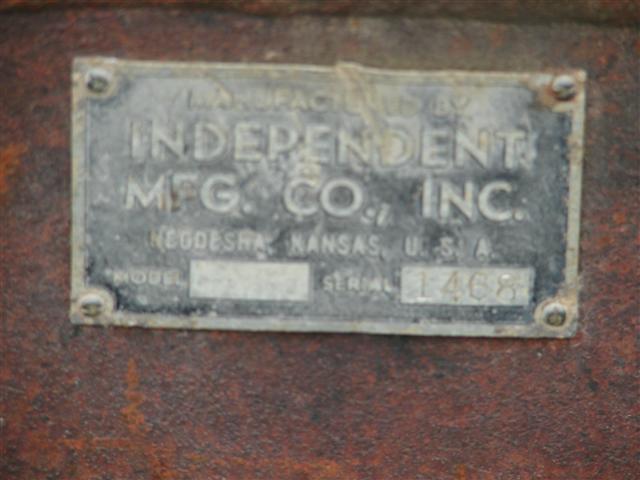 MANUFACTURED BY
INDEPENDENT
MFG. CO., INC.
NEODESHA, KANSAS, U. S. A.
MODEL SERIAL 1468